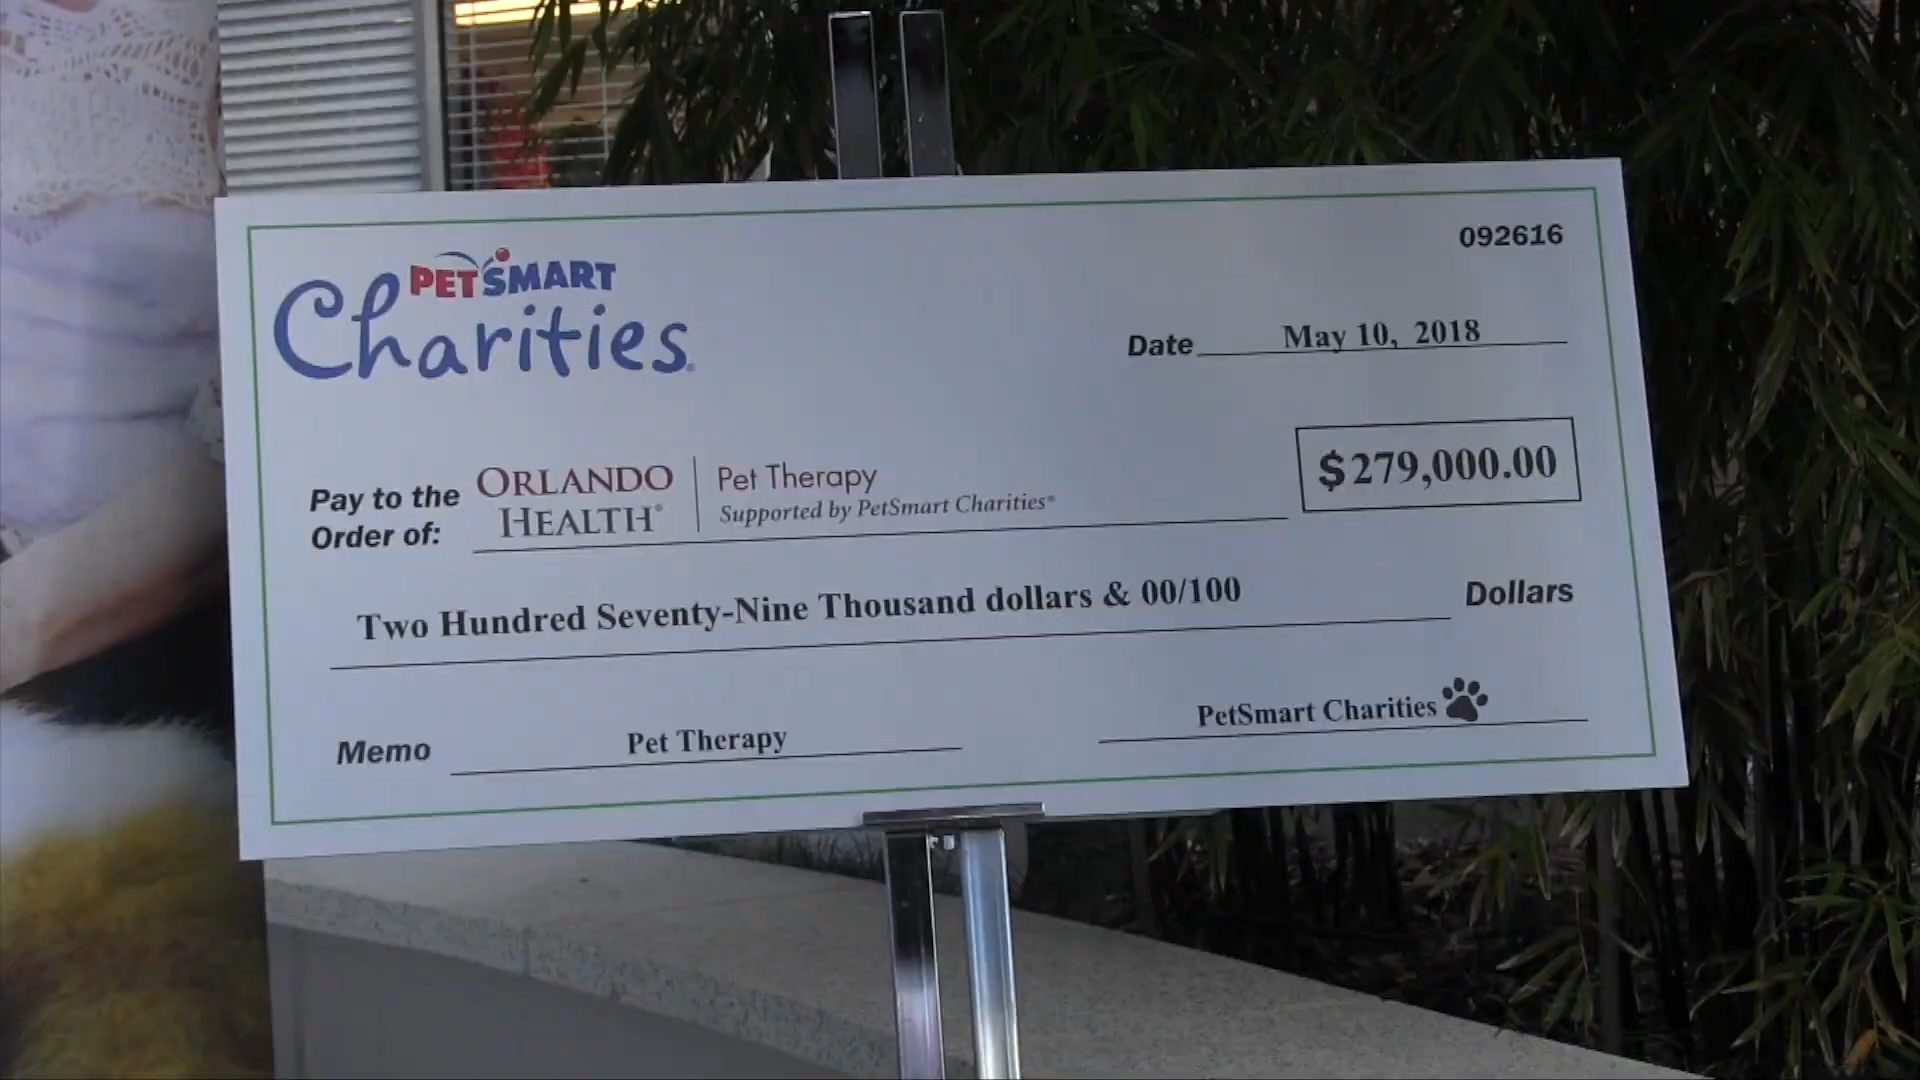 092616
PETSMART
Charities®
Date May 10, 2018
Pay to the
Order of:
ORLANDO
HEALTH®
Pet Therapy
Supported by PetSmart Charities®
$279,000.00
Two Hundred Seventy-Nine Thousand dollars & 00/100 Dollars
Memo Pet Therapy
PetSmart Charities